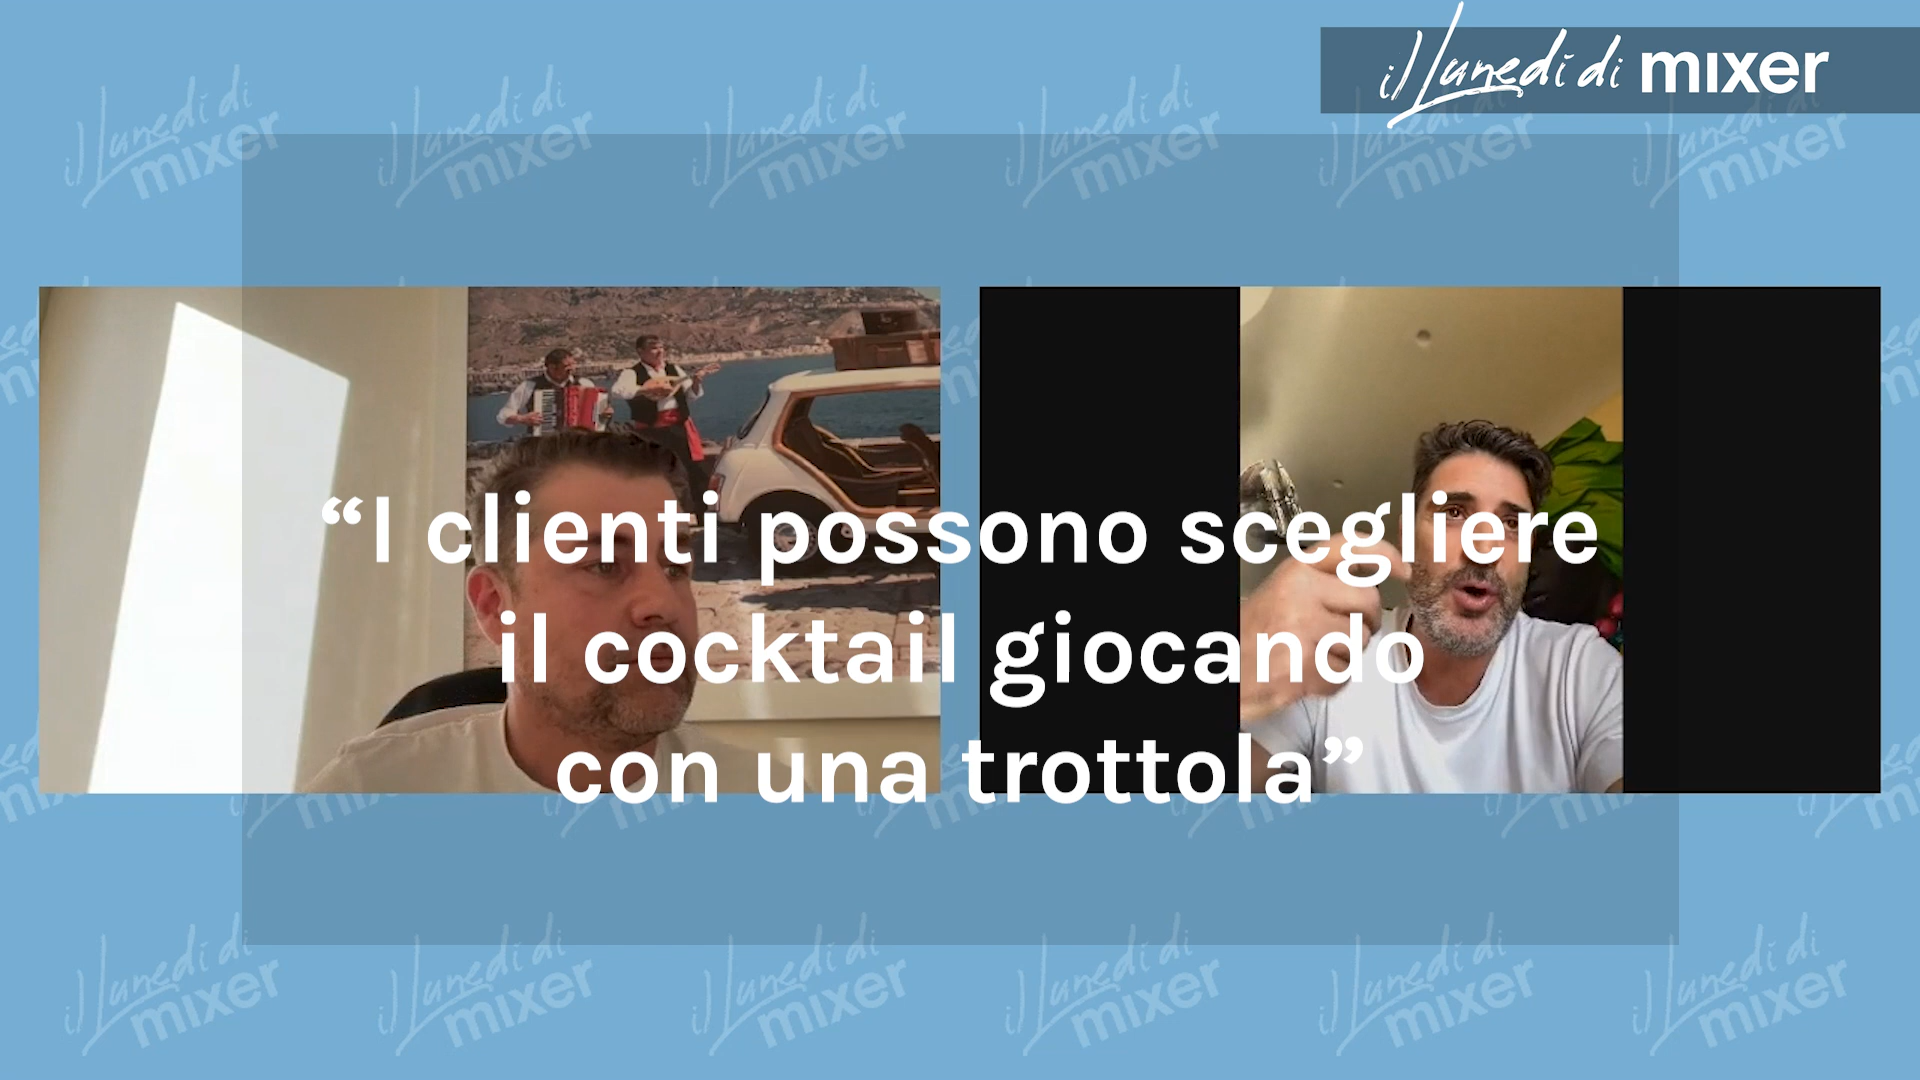 il Lunedì di mixer
“I clienti possono scegliere
il cocktail giocando
con una trottola”